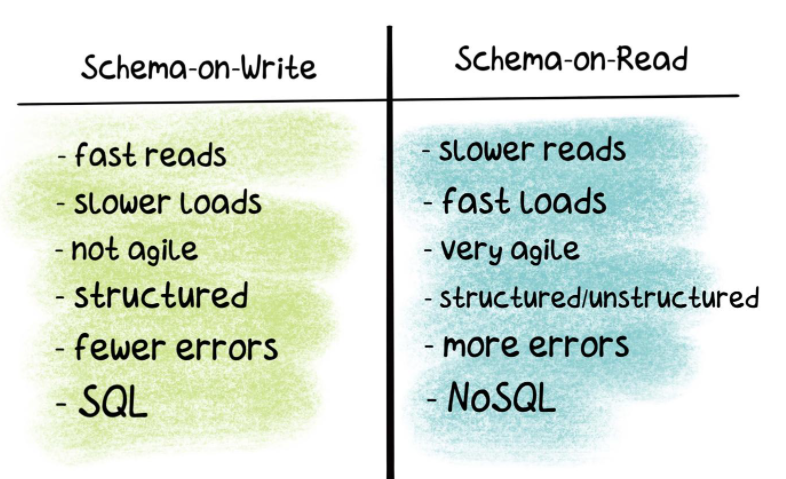 Schema-on-Write
- fast reads
- slower loads
- not agile
- structured
- fewer errors
- SQL
Schema-on-Read
- slower reads
- fast loads
- very agile
- structured/unstructured
- more errors
- NoSQL